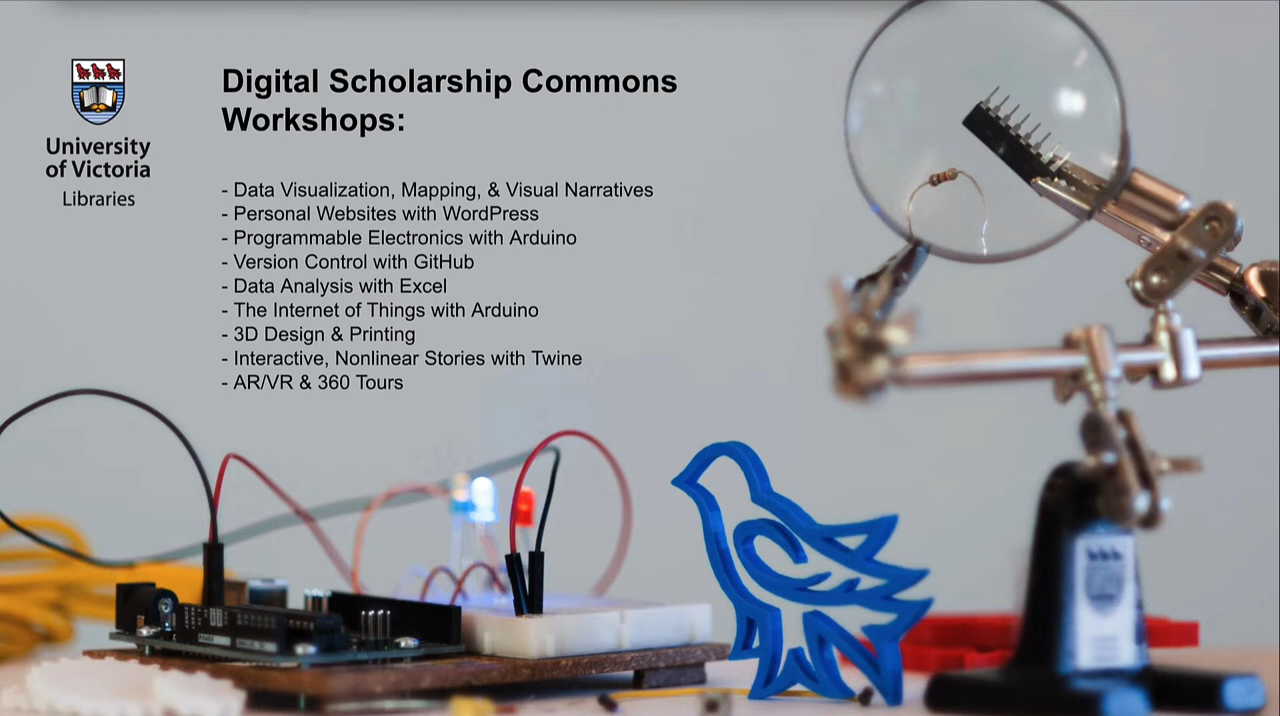 University
of Victoria
Libraries
Digital Scholarship Commons
Workshops:
- Data Visualization, Mapping, & Visual Narratives
- Personal Websites with WordPress
- Programmable Electronics with Arduino
- Version Control with GitHub
- Data Analysis with Excel
- The Internet of Things with Arduino
- 3D Design & Printing
- Interactive, Nonlinear Stories with Twine
- AR/VR & 360 Tours
POWER